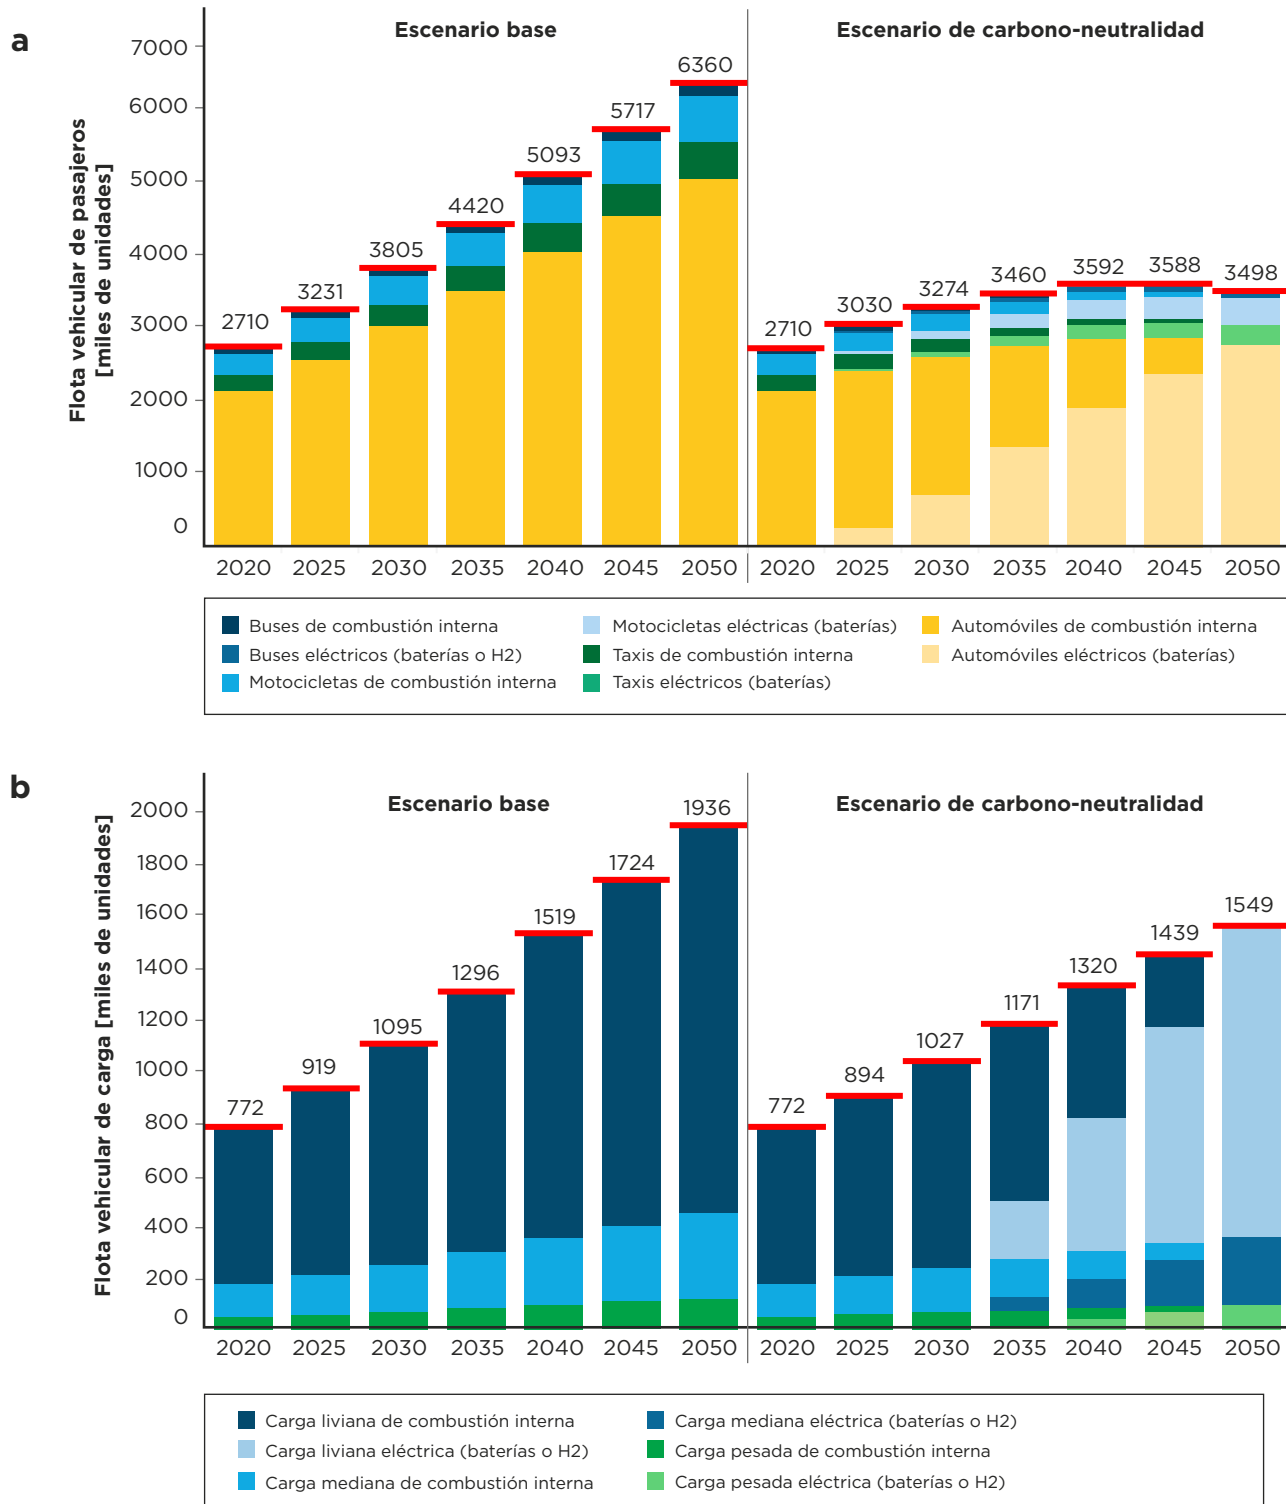 a
Escenario base
Escenario de carbono-neutralidad
Flota vehicular de pasajeros
[miles de unidades]
7000
6000
5000
4000
3000
2000
1000
0
2710
3231
3805
4420
5093
5717
6360
2710
3030
3274
3460
3592
3588
3498
2020 2025 2030 2035 2040 2045 2050 2020 2025 2030 2035 2040 2045 2050
Buses de combustión interna
Buses eléctricos (baterías o H2)
Motocicletas de combustión interna
Motocicletas eléctricas (baterías)
Taxis de combustión interna
Taxis eléctricos (baterías)
Automóviles de combustión interna
Automóviles eléctricos (baterías)
b
Escenario base
Escenario de carbono-neutralidad
Flota vehicular de carga [miles de unidades]
2000
1800
1600
1400
1200
1000
800
600
400
200
0
772
919
1095
1296
1519
1724
1936
772
894
1027
1171
1320
1439
1549
2020 2025 2030 2035 2040 2045 2050 2020 2025 2030 2035 2040 2045 2050
Carga liviana de combustión interna
Carga liviana eléctrica (baterías o H2)
Carga mediana de combustión interna
Carga mediana eléctrica (baterías o H2)
Carga pesada de combustión interna
Carga pesada eléctrica (baterías o H2)